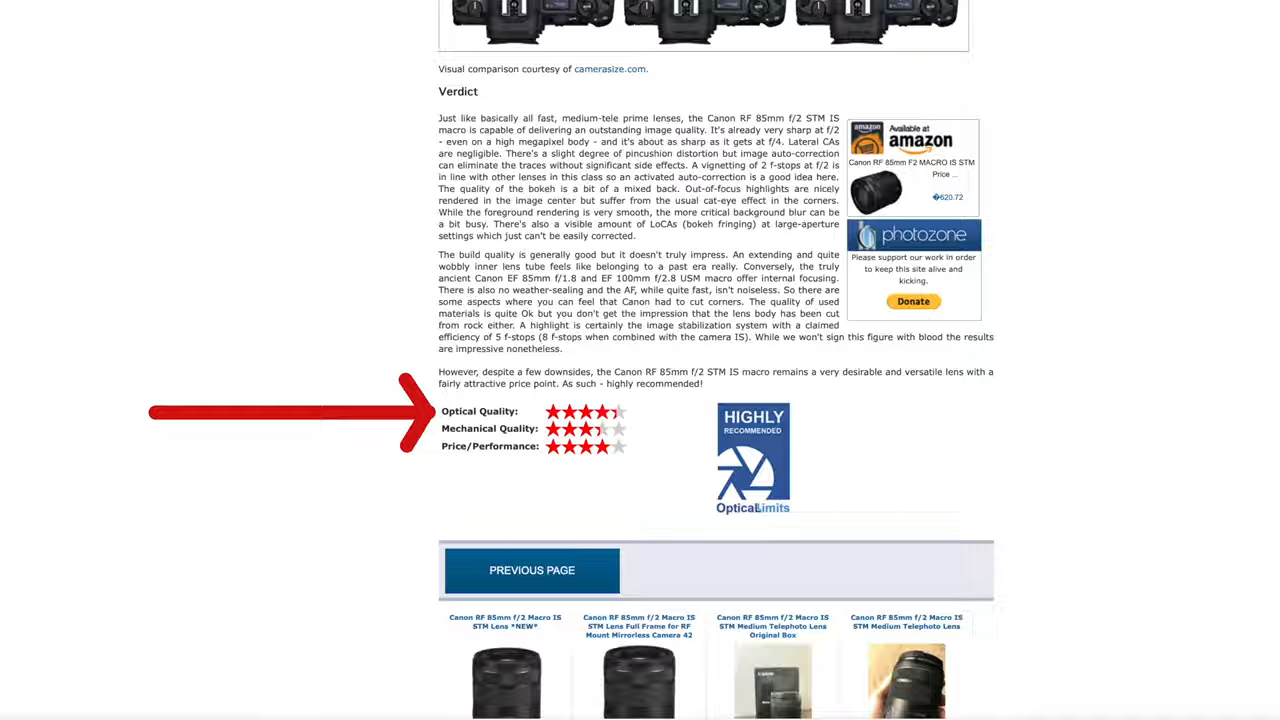 Visual comparison courtesy of camerasize.com.
Verdict
Just like basically all fast, medium-tele prime lenses, the Canon RF 85mm f/2 STM IS
macro is capable of delivering an outstanding image quality. It's already very sharp at f/2
- even on a high megapixel body - and it's about as sharp as it gets at f/4. Lateral CAs
are negligible. There's a slight degree of pincushion distortion but image auto-correction
can eliminate the traces without significant side effects. A vignetting of 2 f-stops at f/2 is
in line with other lenses in this class so an activated auto-correction is a good idea here.
The quality of the bokeh is a bit of a mixed back. Out-of-focus highlights are nicely
rendered in the image center but suffer from the usual cat-eye effect in the corners.
While the foreground rendering is very smooth, the more critical background blur can be
a bit busy. There's also a visible amount of LoCAs (bokeh fringing) at large-aperture
settings which just can't be easily corrected.
The build quality is generally good but it doesn't truly impress. An extending and quite
wobbly inner lens tube feels like belonging to a past era really. Conversely, the truly
ancient Canon EF 85mm f/1.8 and EF 100mm f/2.8 USM macro offer internal focusing.
There is also no weather-sealing and the AF, while quite fast, isn't noiseless. So there are
some aspects where you can feel that Canon had to cut corners. The quality of used
materials is quite Ok but you don't get the impression that the lens body has been cut
from rock either. A highlight is certainly the image stabilization system with a claimed
efficiency of 5 f-stops (8 f-stops when combined with the camera IS). While we won't sign this figure with blood the results
are impressive nonetheless.
However, despite a few downsides, the Canon RF 85mm f/2 STM IS macro remains a very desirable and versatile lens with a
fairly attractive price point. As such - highly recommended!
amazon
Available at
amazon
Canon RF 85mm F2 MACRO IS STM
Price ...
�620.72
photozone
Please support our work in order
to keep this site alive and
kicking.
Donate
Optical Quality:
Mechanical Quality:
Price/Performance:
HIGHLY
RECOMMENDED
OpticalLimits
PREVIOUS PAGE
Canon RF 85mm f/2 Macro IS
STM Lens *NEW*
Canon RF 85mm f/2 Macro IS
STM Lens Full Frame for RF
Mount Mirrorless Camera 42
Canon RF 85mm f/2 Macro IS
STM Medium Telephoto Lens
Original Box
Canon RF 85mm f/2 Macro IS
STM Medium Telephoto Lens